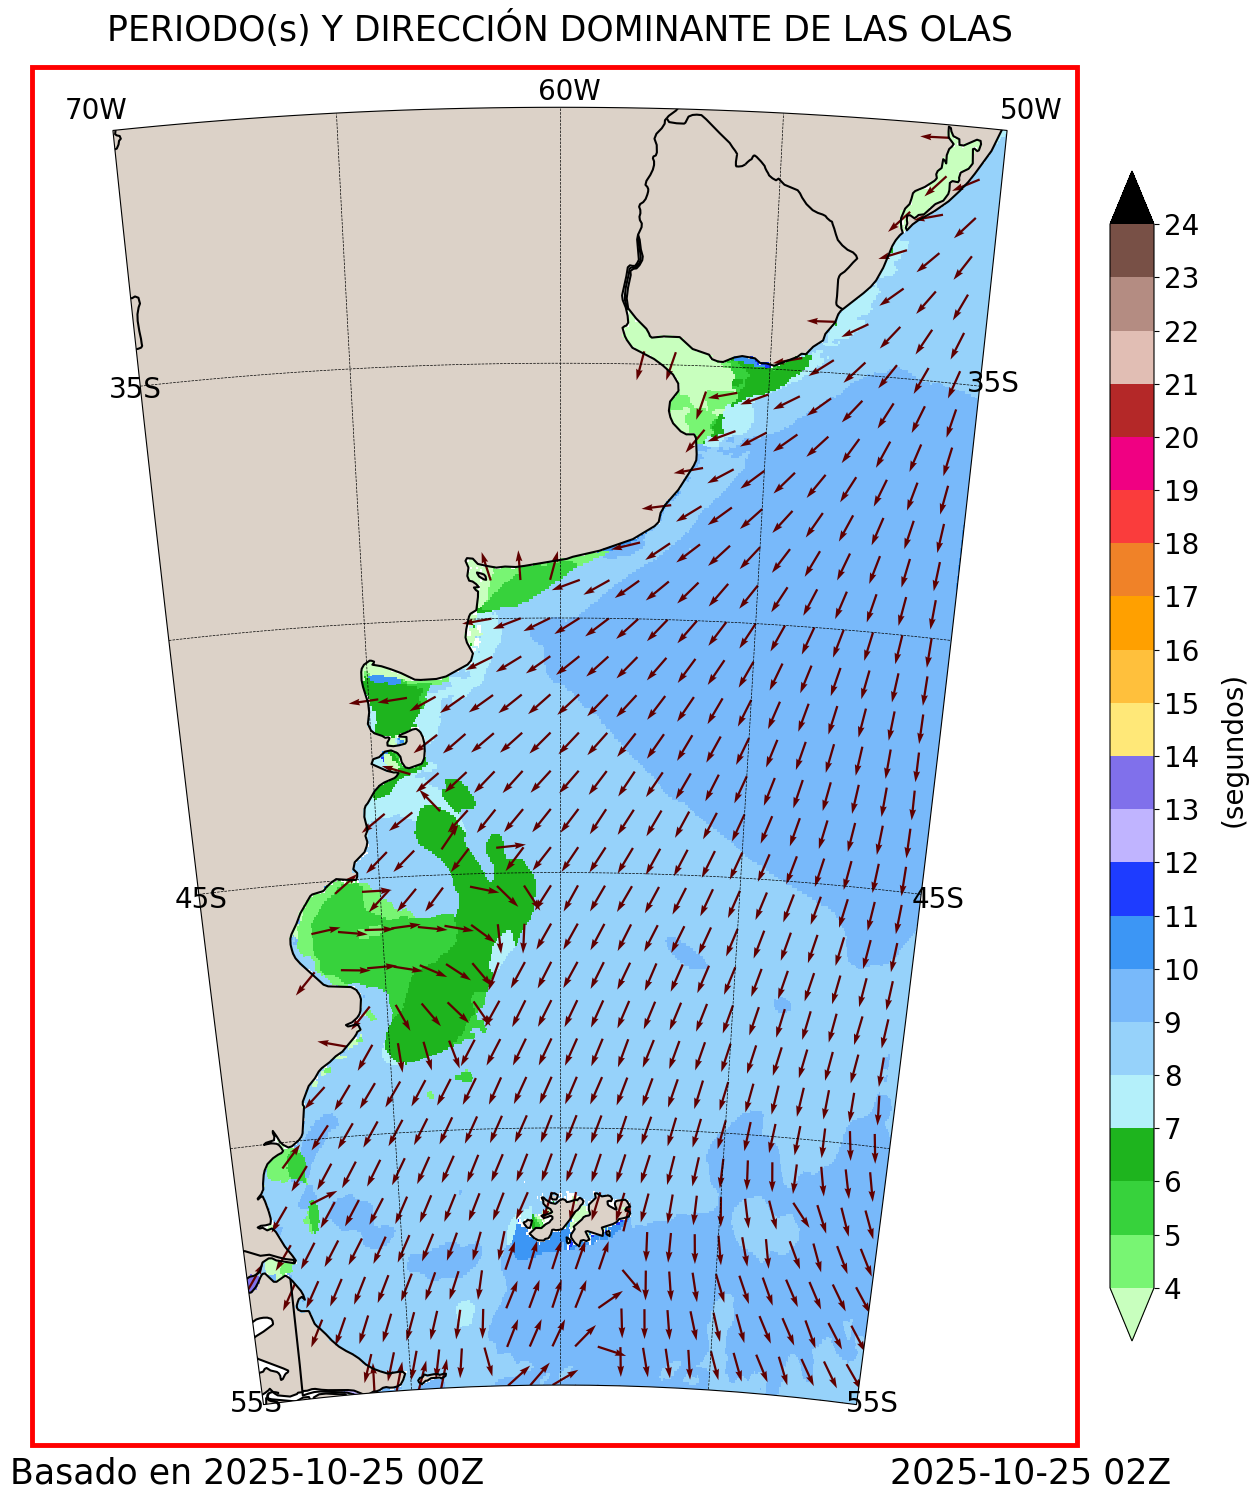 PERIODO(s) Y DIRECCIÓN DOMINANTE DE LAS OLAS
70W
60W
50W
35S
35S
45S
45S
55S
55S
24
23
22
21
20
19
18
17
16
15
14
13
12
11
10
9
8
7
6
5
4
(segundos)
Basado en 2025-10-25 00Z
2025-10-25 02Z